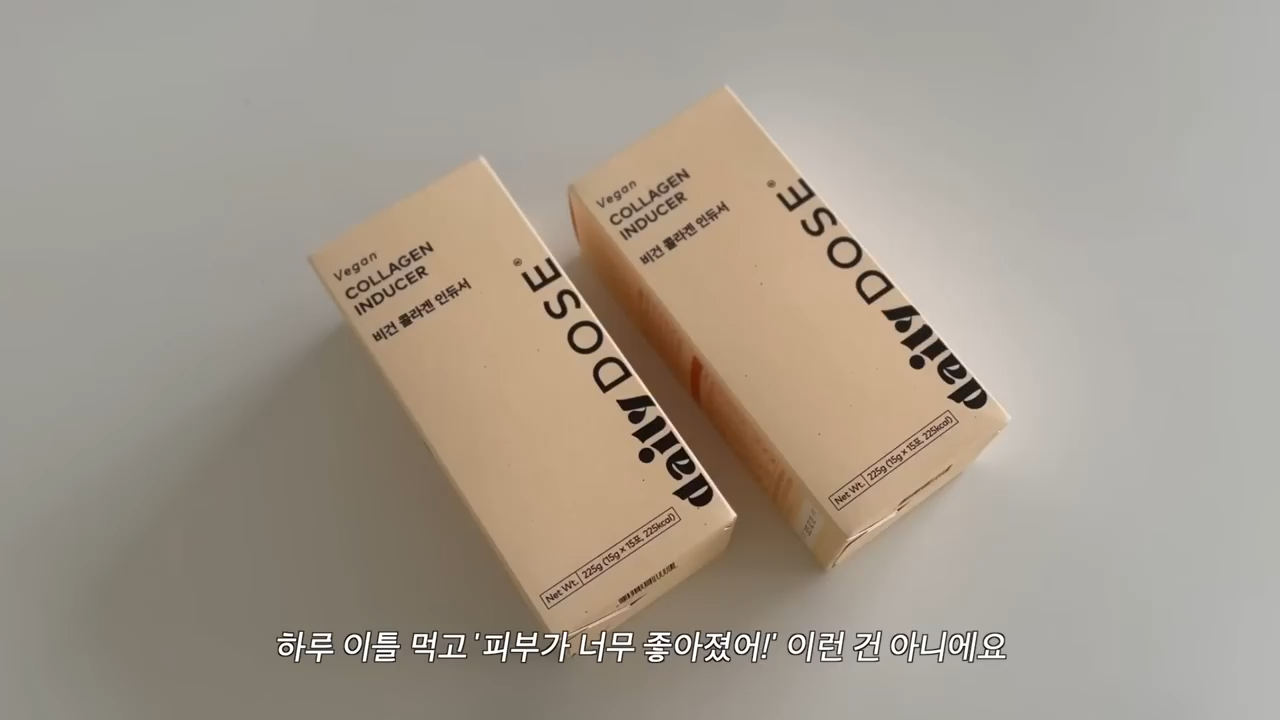 Vegan
COLLAGEN
INDUCER
비건 콜라겐 인듀서
daily DOSE®
Net Wt. 225g (15g x 15포, 225kcal)
Vegan
COLLAGEN
INDUCER
비건 콜라겐 인듀서
daily DOSE®
Net Wt. 225g (15g x 15포, 225kcal)
하루 이틀 먹고 '피부가 너무 좋아졌어!' 이런 건 아니에요